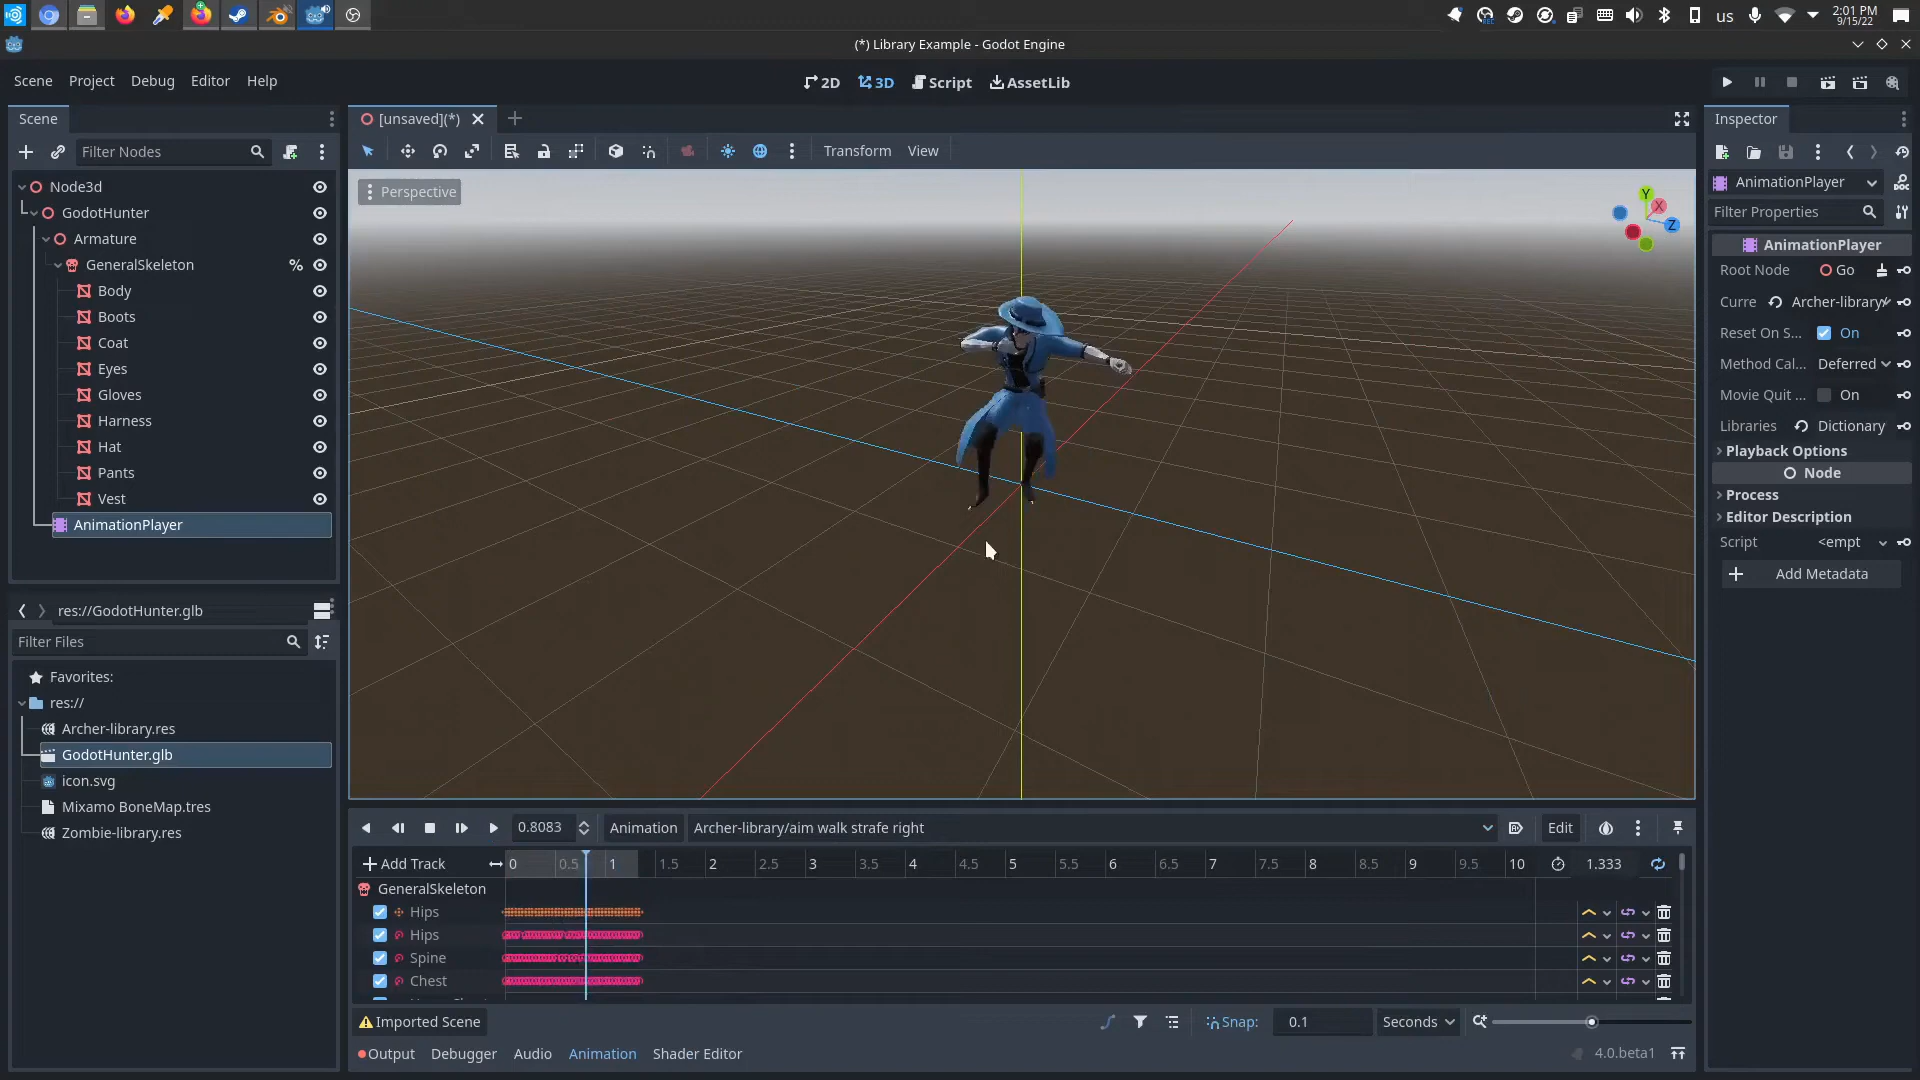 us
2:01 PM
9/15/22
(*) Library Example - Godot Engine
Scene Project Debug Editor Help
2D 3D Script AssetLib
Scene
Filter Nodes
Node3d
GodotHunter
Armature
GeneralSkeleton %
Body
Boots
Coat
Eyes
Gloves
Harness
Hat
Pants
Vest
AnimationPlayer
res://GodotHunter.glb
Filter Files
Favorites:
res://
Archer-library.res
GodotHunter.glb
icon.svg
Mixamo BoneMap.tres
Zombie-library.res
[unsaved](*)
Transform View
Perspective
Y
X
Z
0.8083 Animation Archer-library/aim walk strafe right Edit
Add Track 0 0.5 1 1.5 2 2.5 3 3.5 4 4.5 5 5.5 6 6.5 7 7.5 8 8.5 9 9.5 10 1.333
GeneralSkeleton
Hips
Hips
Spine
Chest
Imported Scene Snap: 0.1 Seconds
Output Debugger Audio Animation Shader Editor 4.0.beta1
Inspector
AnimationPlayer
Filter Properties
AnimationPlayer
Root Node Go
Curre Archer-library/
Reset On S... On
Method Cal... Deferred
Movie Quit ... On
Libraries Dictionary
Playback Options
Node
Process
Editor Description
Script <empt
Add Metadata